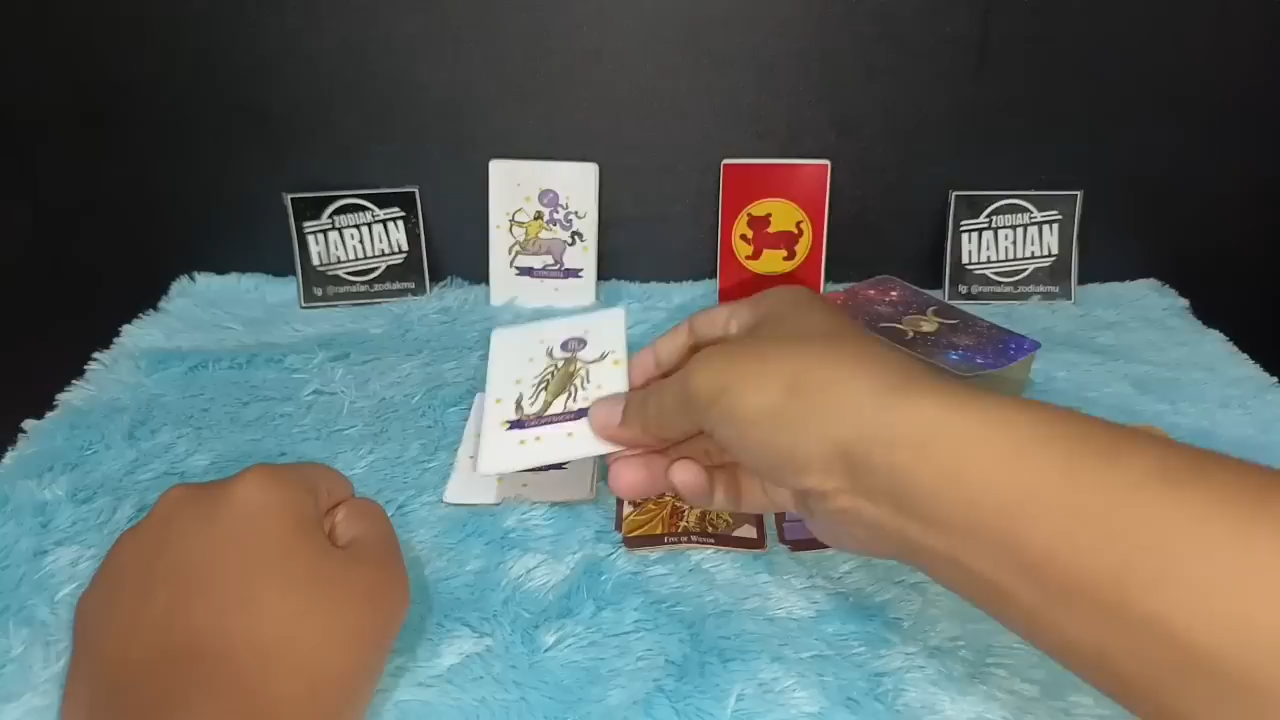 ZODIAK
HARIAN
Ig @ramalan_zodiakmu
ZODIAK
HARIAN
Ig: @ramalan_zodiakmu
Five of Wands